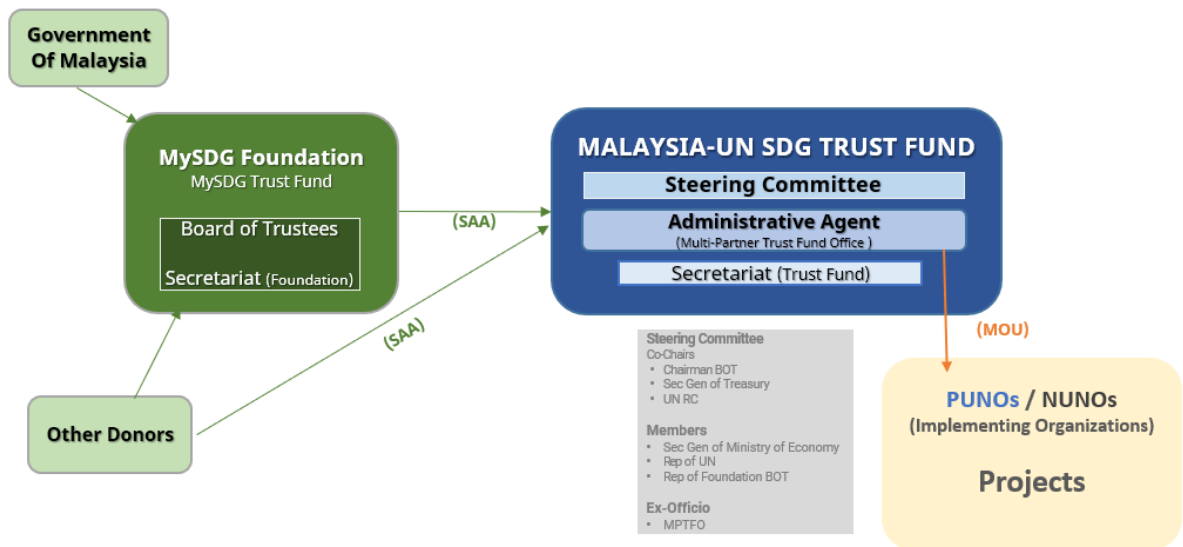 Government
Of Malaysia
MySDG Foundation
MySDG Trust Fund
Board of Trustees
Secretariat (Foundation)
Other Donors
(SAA)
(SAA)
MALAYSIA-UN SDG TRUST FUND
Steering Committee
Administrative Agent
(Multi-Partner Trust Fund Office )
Secretariat (Trust Fund)
(MOU)
Steering Committee
Co-Chairs
• Chairman BOT
• Sec Gen of Treasury
• UN RC
Members
• Sec Gen of Ministry of Economy
• Rep of UN
• Rep of Foundation BOT
Ex-Officio
• MPTFO
PUNOs / NUNOs
(Implementing Organizations)
Projects